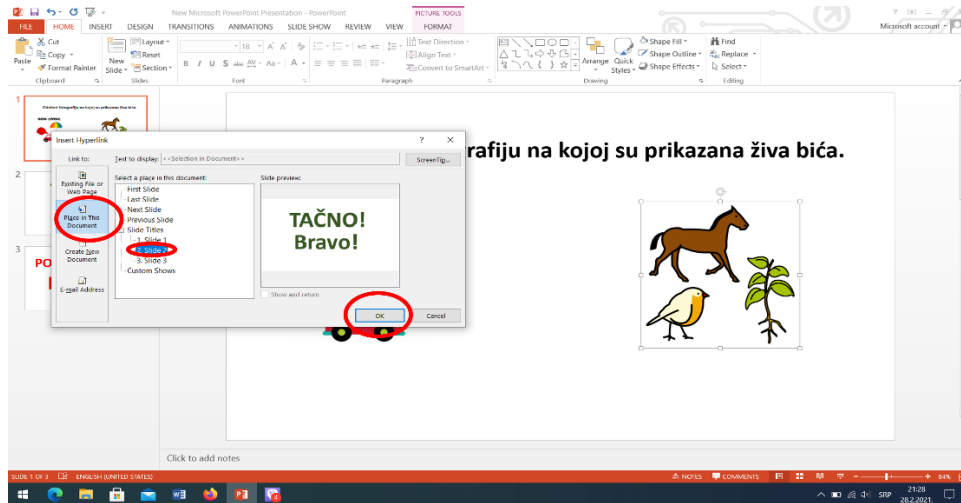 New Microsoft PowerPoint Presentation - PowerPoint
PICTURE TOOLS
FILE HOME INSERT DESIGN TRANSITIONS ANIMATIONS SLIDE SHOW REVIEW VIEW FORMAT
Microsoft account
Paste
Cut
Copy
Format Painter
Clipboard
New Slide
Layout
Reset
Section
Slides
18
Font
Text Direction
Align Text
Convert to SmartArt
Paragraph
Arrange
Quick Styles
Shape Fill
Shape Outline
Shape Effects
Drawing
Find
Replace
Select
Editing
1
2
3
PO
Insert Hyperlink
Link to:
Text to display: <<Selection in Document>>
ScreenTip...
Existing File or Web Page
Place in This Document
Create New Document
E-mail Address
Select a place in this document:
First Slide
Last Slide
Next Slide
Previous Slide
Slide Titles
1. Slide 1
2. Slide 2
3. Slide 3
Custom Shows
Slide preview:
TAČNO!
Bravo!
Show and return
OK
Cancel
rafiju na kojoj su prikazana živa bića.
Click to add notes
SLIDE 1 OF 3 ENGLISH (UNITED STATES)
NOTES COMMENTS 64%
SRP
21:28
28.2.2021.